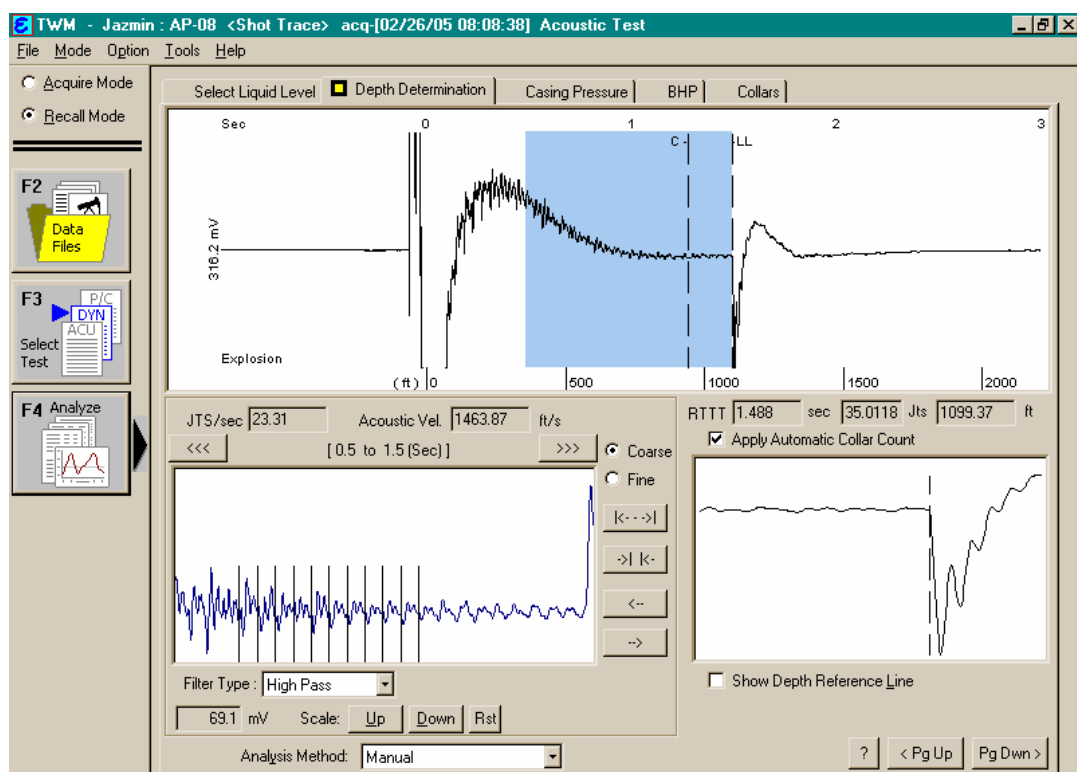 TWM - Jazmin : AP-08 <Shot Trace> acq-[02/26/05 08:08:38] Acoustic Test
File Mode Option Tools Help
Acquire Mode
Recall Mode
F2
Data
Files
F3
P/C
DYN
ACU
Select
Test
F4 Analyze
Select Liquid Level Depth Determination Casing Pressure BHP Collars
Sec 0 1 2 3
C LL
316.2 mV
Explosion
(ft) 0 500 1000 1500 2000
JTS/sec 23.31 Acoustic Vel. 1463.87 ft/s
<<< [ 0.5 to 1.5 (Sec) ] >>>
Coarse
Fine
|<--->|
->| |<-
<--
-->
Filter Type : High Pass
69.1 mV Scale: Up Down Rst
Analysis Method: Manual
RTTT 1.488 sec 35.0118 Jts 1099.37 ft
Apply Automatic Collar Count
Show Depth Reference Line
? < Pg Up Pg Dwn >